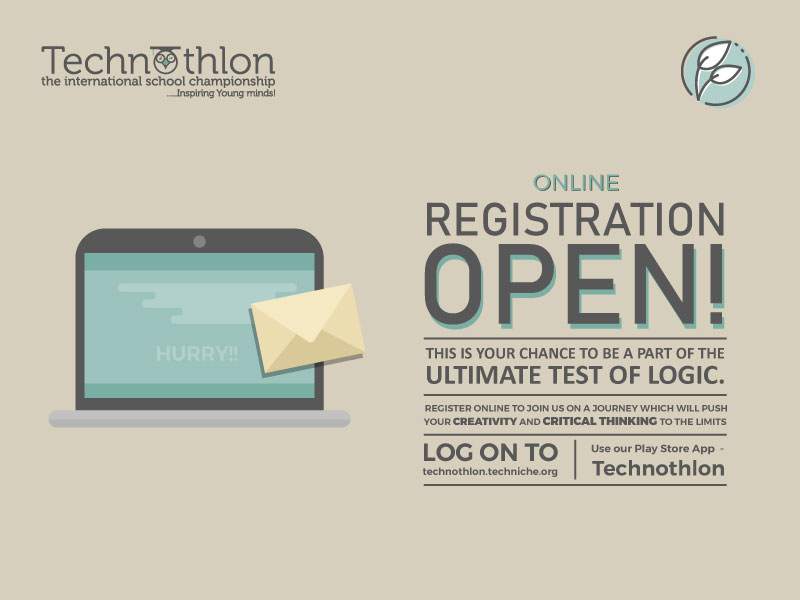 Technothlon
the international school championship
.....Inspiring Young minds!
ONLINE
REGISTRATION
OPEN!
HURRY!!
THIS IS YOUR CHANCE TO BE A PART OF THE
ULTIMATE TEST OF LOGIC.
REGISTER ONLINE TO JOIN US ON A JOURNEY WHICH WILL PUSH
YOUR CREATIVITY AND CRITICAL THINKING TO THE LIMITS
LOG ON TO
technothlon.techniche.org
Use our Play Store App -
Technothlon